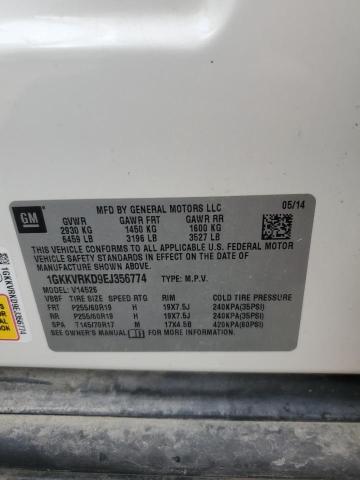 GM
MFD BY GENERAL MOTORS LLC
05/14
GVWR GAWR FRT GAWR RR
2930 KG 1450 KG 1600 KG
6459 LB 3196 LB 3527 LB
THIS VEHICLE CONFORMS TO ALL APPLICABLE U.S. FEDERAL
MOTOR VEHICLE SAFETY STANDARDS IN EFFECT ON THE DATE OF
MANUFACTURE SHOWN ABOVE.
1GKKVRKD9EJ356774 TYPE: M.P.V.
MODEL: V14526
VBBF TIRE SIZE SPEED RTG RIM COLD TIRE PRESSURE
FRT P255/60R19 H 19X7.5J 240KPA(35PSI)
RR P255/60R19 H 19X7.5J 240KPA(35PSI)
SPA T145/70R17 M 17X4.5B 420KPA(60PSI)
SEE OWNER'S MANUAL FOR ADDITIONAL INFORMATION.
1GKKVRKD9EJ356774